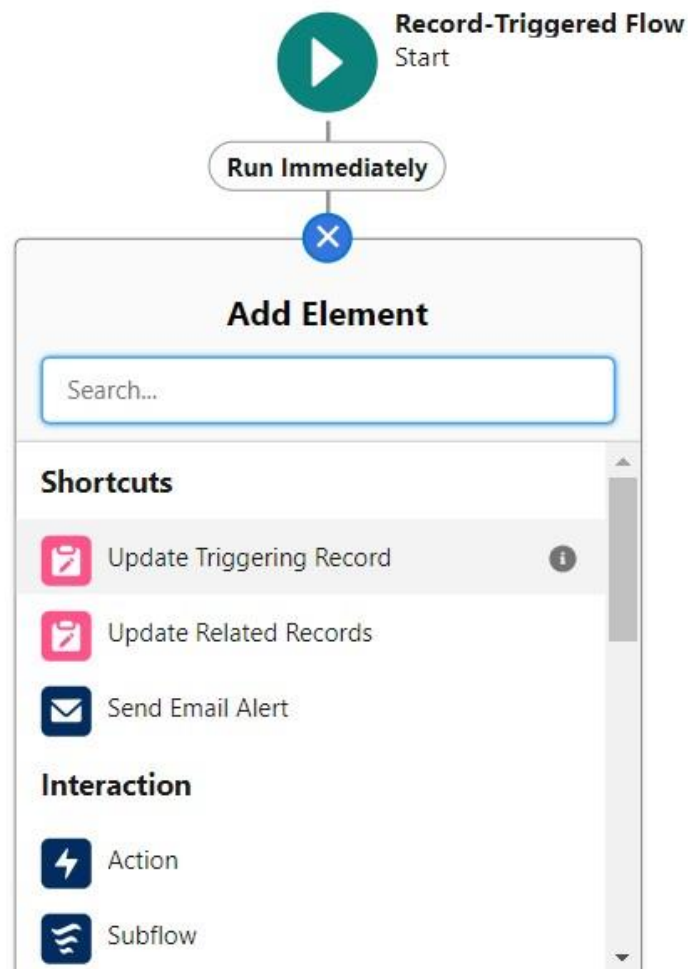 Record-Triggered Flow
Start
Run Immediately
Add Element
Search...
Shortcuts
Update Triggering Record
Update Related Records
Send Email Alert
Interaction
Action
Subflow